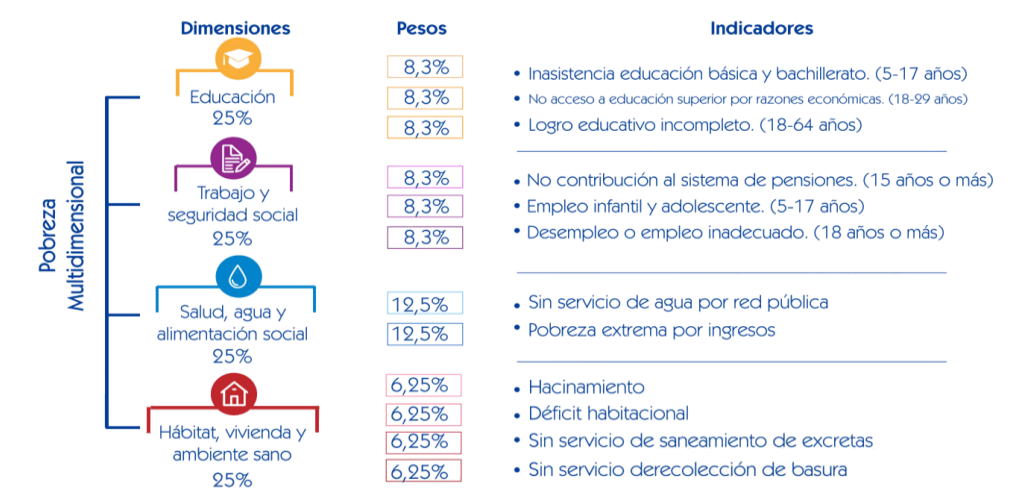 Dimensiones Pesos Indicadores
Pobreza
Multidimensional
Educación
25%
8,3% • Inasistencia educación básica y bachillerato. (5-17 años)
8,3% • No acceso a educación superior por razones económicas. (18-29 años)
8,3% • Logro educativo incompleto. (18-64 años)
Trabajo y
seguridad social
25%
8,3% • No contribución al sistema de pensiones. (15 años o más)
8,3% • Empleo infantil y adolescente. (5-17 años)
8,3% • Desempleo o empleo inadecuado. (18 años o más)
Salud, agua y
alimentación social
25%
12,5% • Sin servicio de agua por red pública
12,5% • Pobreza extrema por ingresos
Hábitat, vivienda y
ambiente sano
25%
6,25% • Hacinamiento
6,25% • Déficit habitacional
6,25% • Sin servicio de saneamiento de excretas
6,25% • Sin servicio derecolección de basura